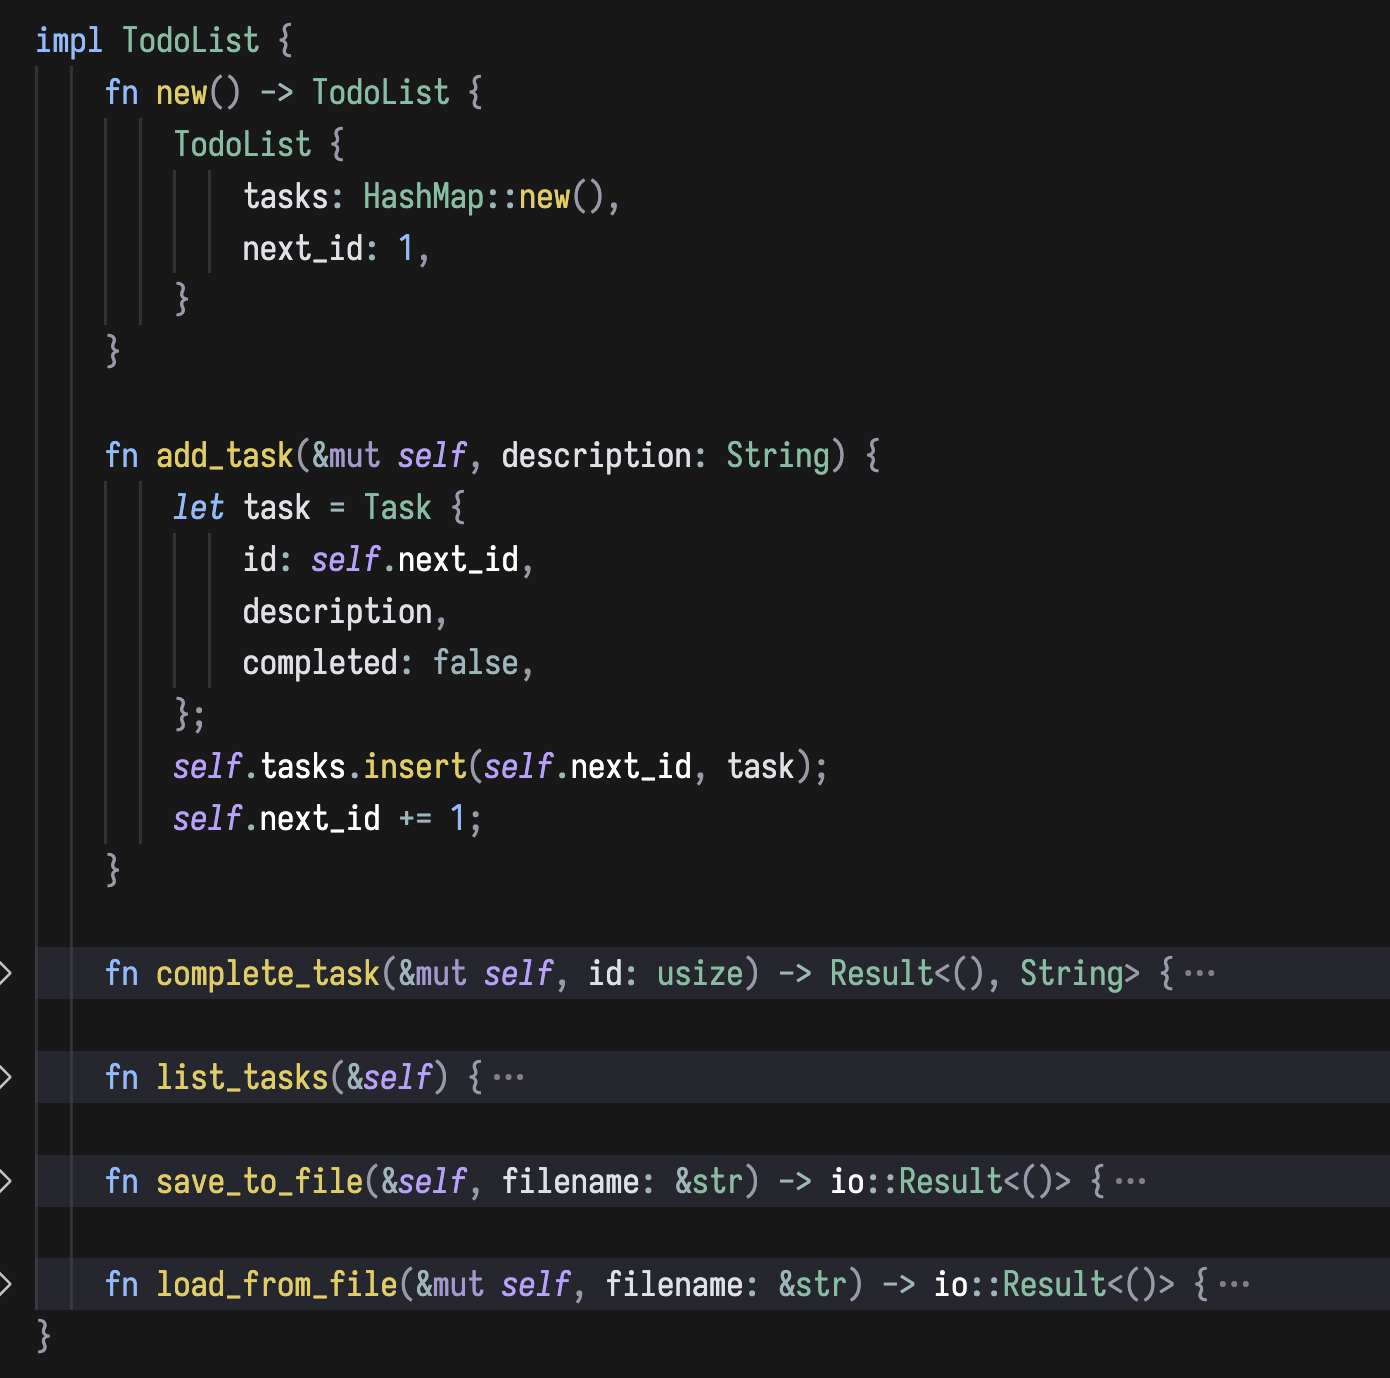 impl TodoList {
    fn new() -> TodoList {
        TodoList {
            tasks: HashMap::new(),
            next_id: 1,
        }
    }

    fn add_task(&mut self, description: String) {
        let task = Task {
            id: self.next_id,
            description,
            completed: false,
        };
        self.tasks.insert(self.next_id, task);
        self.next_id += 1;
    }

    fn complete_task(&mut self, id: usize) -> Result<(), String> {⋯

    fn list_tasks(&self) {⋯

    fn save_to_file(&self, filename: &str) -> io::Result<()> {⋯

    fn load_from_file(&mut self, filename: &str) -> io::Result<()> {⋯
}